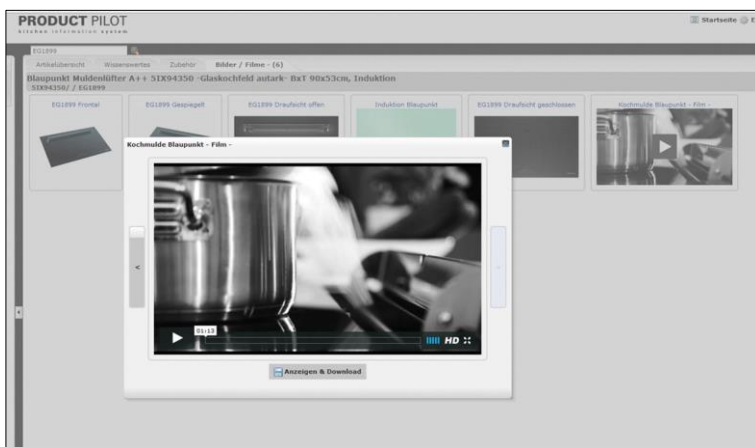 PRODUCT PILOT
kitchen information system
Startseite
EG1899
Artikelübersicht Wissenswertes Zubehör Bilder / Filme - (6)
Blaupunkt Muldenlüfter A++ 5IX94350 -Glaskochfeld autark- BxT 90x53cm, Induktion
5IX94350/ / EG1899
EG1899 Frontal EG1899 Gespiegelt EG1899 Draufsicht offen Induktion Blaupunkt EG1899 Draufsicht geschlossen Kochmulde Blaupunkt - Film -
Kochmulde Blaupunkt - Film -
<
01:13
HD
Anzeigen & Download